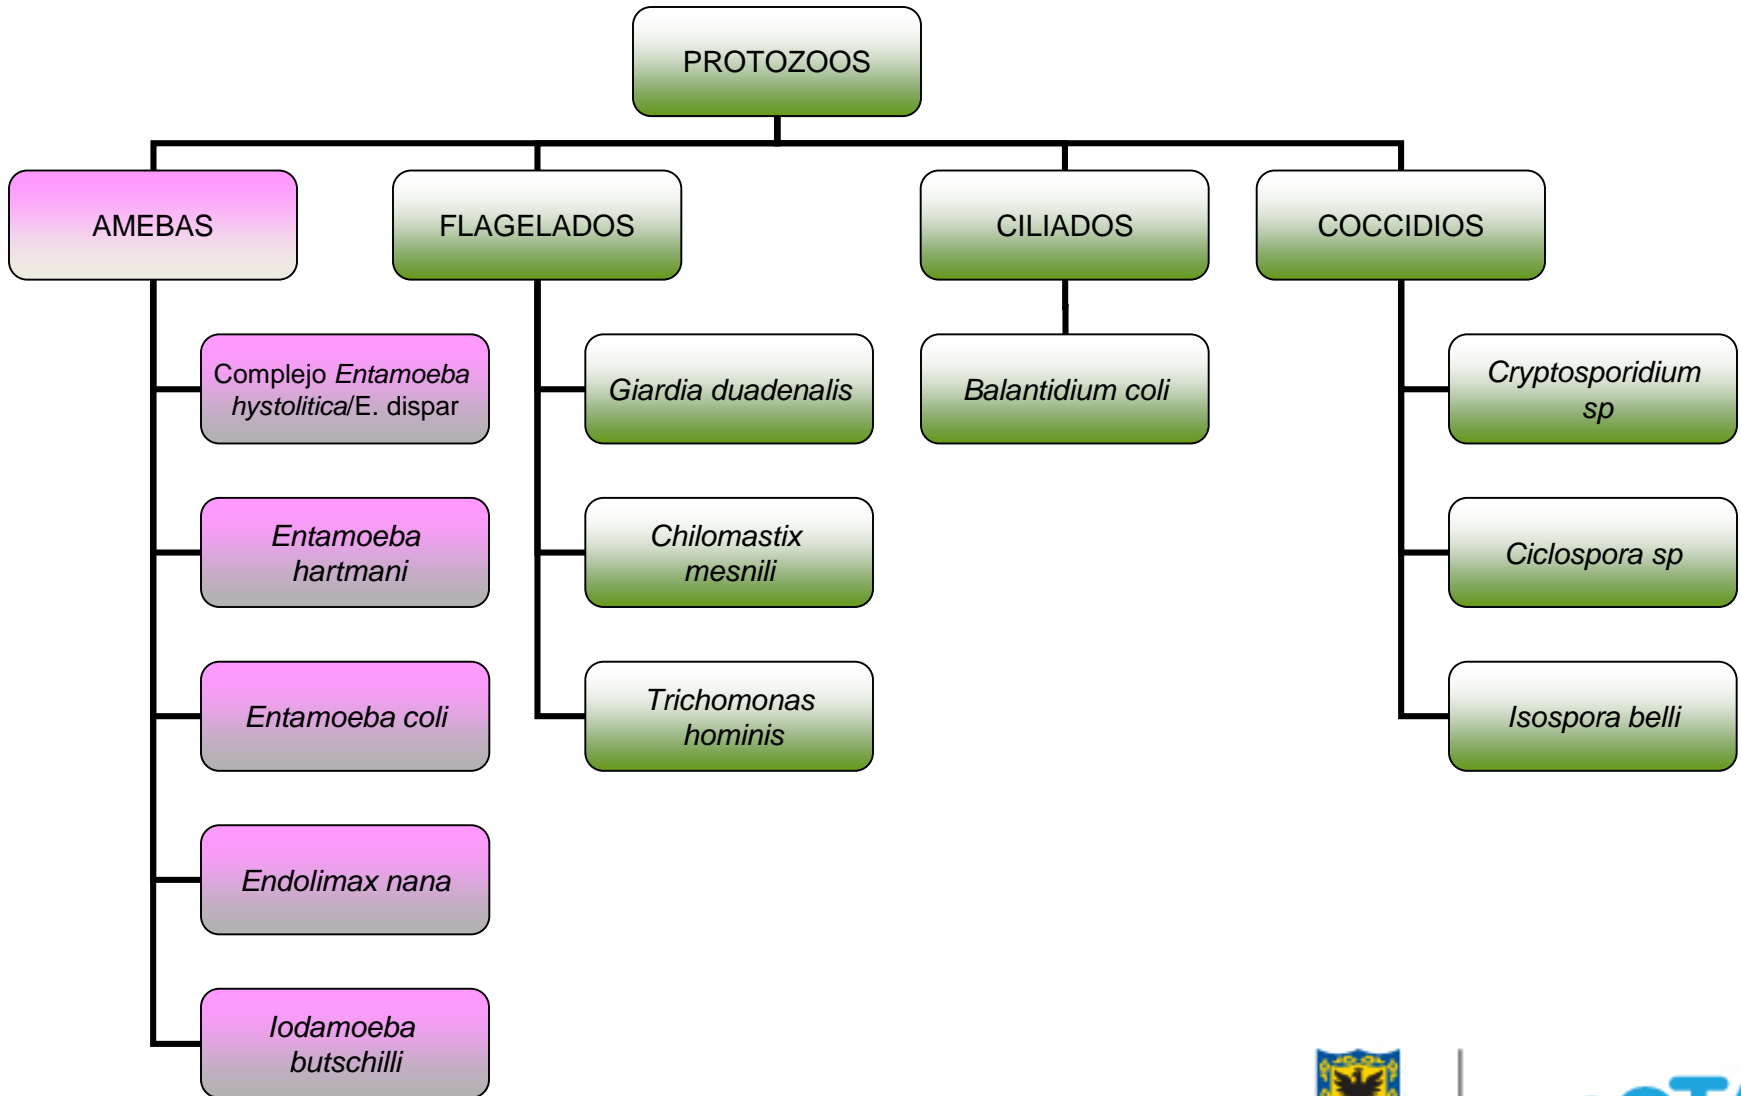 PROTOZOOS
AMEBAS
FLAGELADOS
CILIADOS
COCCIDIOS
Complejo Entamoeba
hystolitica/E. dispar
Giardia duadenalis
Balantidium coli
Cryptosporidium
sp
Entamoeba
hartmani
Chilomastix
mesnili
Ciclospora sp
Entamoeba coli
Trichomonas
hominis
Isospora belli
Endolimax nana
Iodamoeba
butschilli